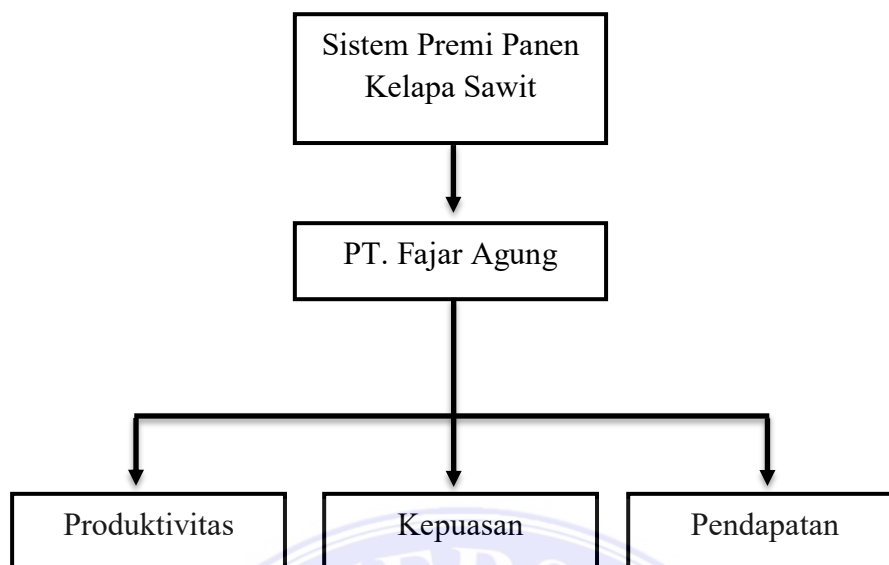 Sistem Premi Panen
Kelapa Sawit
PT. Fajar Agung
Produktivitas
Kepuasan
Pendapatan